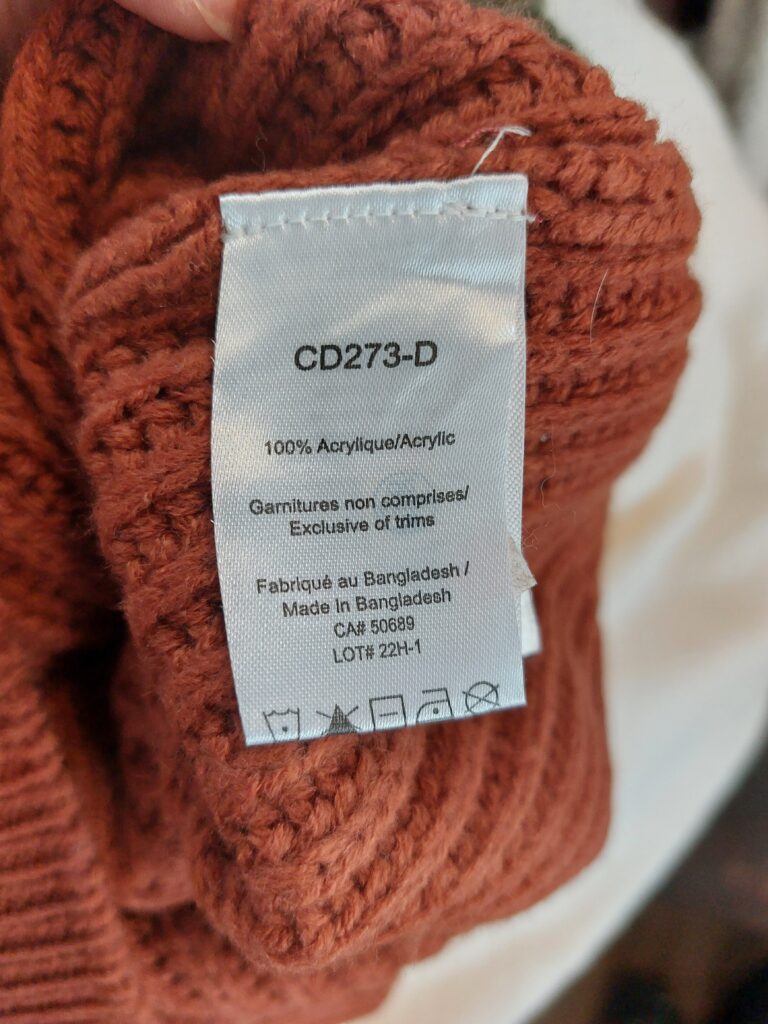 CD273-D
100% Acrylique/Acrylic
Garnitures non comprises/
Exclusive of trims
Fabriqué au Bangladesh /
Made In Bangladesh
CA# 50689
LOT# 22H-1